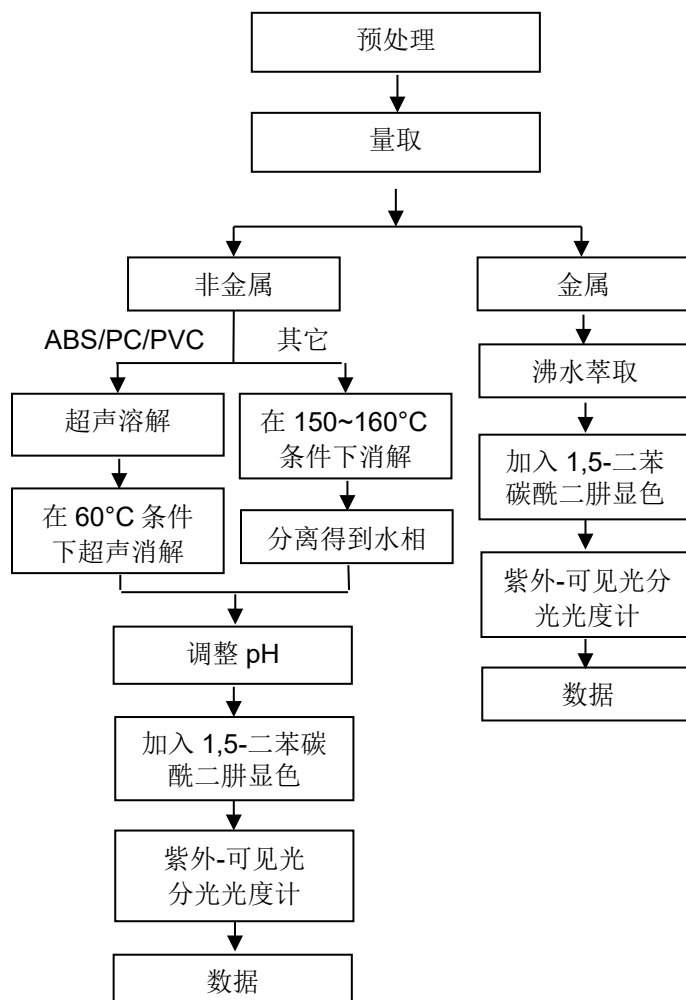 预处理
量取
非金属
金属
ABS/PC/PVC
其它
超声溶解
在 60°C 条件
下超声消解
在 150~160°C
条件下消解
分离得到水相
调整 pH
加入 1,5-二苯碳
酰二肼显色
紫外-可见光
分光光度计
数据
沸水萃取
加入 1,5-二苯
碳酰二肼显色
紫外-可见光分
光光度计
数据